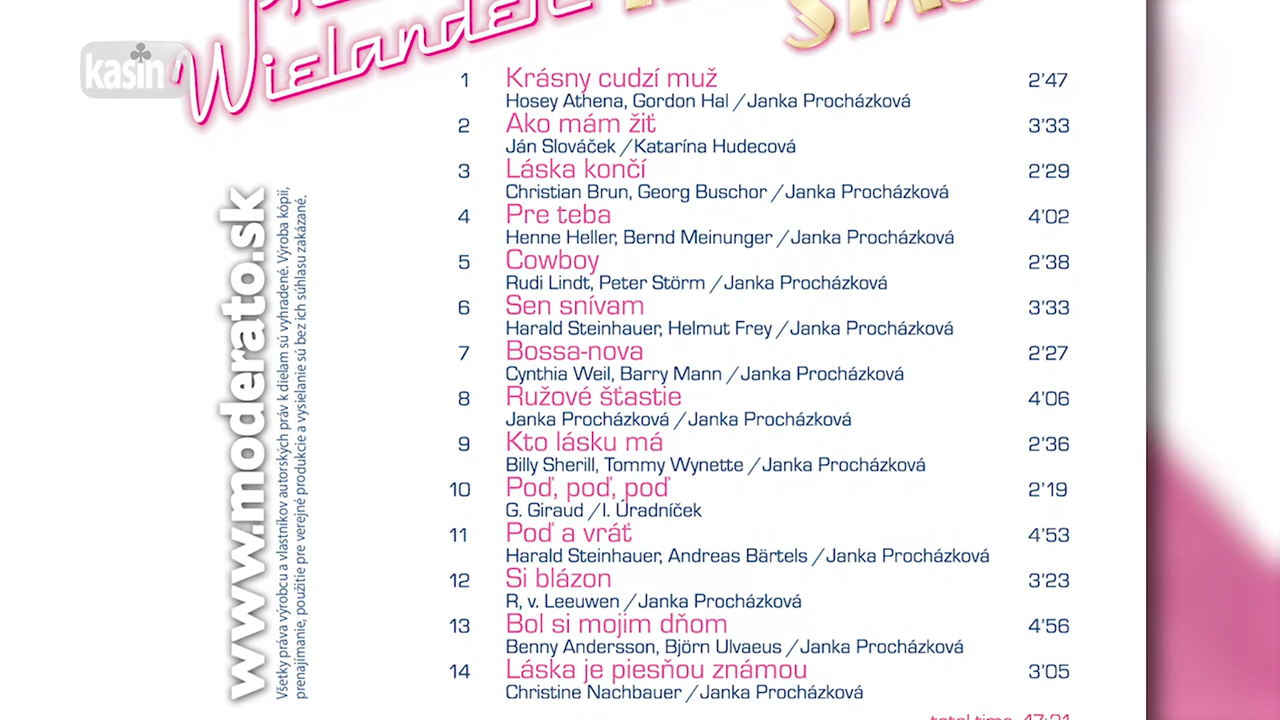 Wielanderová
kasíno
1 Krásny cudzí muž 2'47
Hosey Athena, Gordon Hal / Janka Procházková
2 Ako mám žiť 3'33
Ján Slováček / Katarína Hudecová
3 Láska končí 2'29
Christian Brun, Georg Buschor / Janka Procházková
4 Pre teba 4'02
Henne Heller, Bernd Meinunger / Janka Procházková
5 Cowboy 2'38
Rudi Lindt, Peter Störm / Janka Procházková
6 Sen snívam 3'33
Harald Steinhauer, Helmut Frey / Janka Procházková
7 Bossa-nova 2'27
Cynthia Weil, Barry Mann / Janka Procházková
8 Ružové šťastie 4'06
Janka Procházková / Janka Procházková
9 Kto lásku má 2'36
Billy Sherill, Tommy Wynette / Janka Procházková
10 Poď, poď, poď 2'19
G. Giraud / I. Úradníček
11 Poď a vráť 4'53
Harald Steinhauer, Andreas Bärtels / Janka Procházková
12 Si blázon 3'23
R, v. Leeuwen / Janka Procházková
13 Bol si mojim dňom 4'56
Benny Andersson, Björn Ulvaeus / Janka Procházková
14 Láska je piesňou známou 3'05
Christine Nachbauer / Janka Procházková
total time 47:21
www.moderato.sk
Všetky práva výrobcu a vlastníkov autorských práv k dielam sú vyhradené. Výroba kópií,
prenajímanie, použitie pre verejné produkcie a vysielanie sú bez ich súhlasu zakázané.